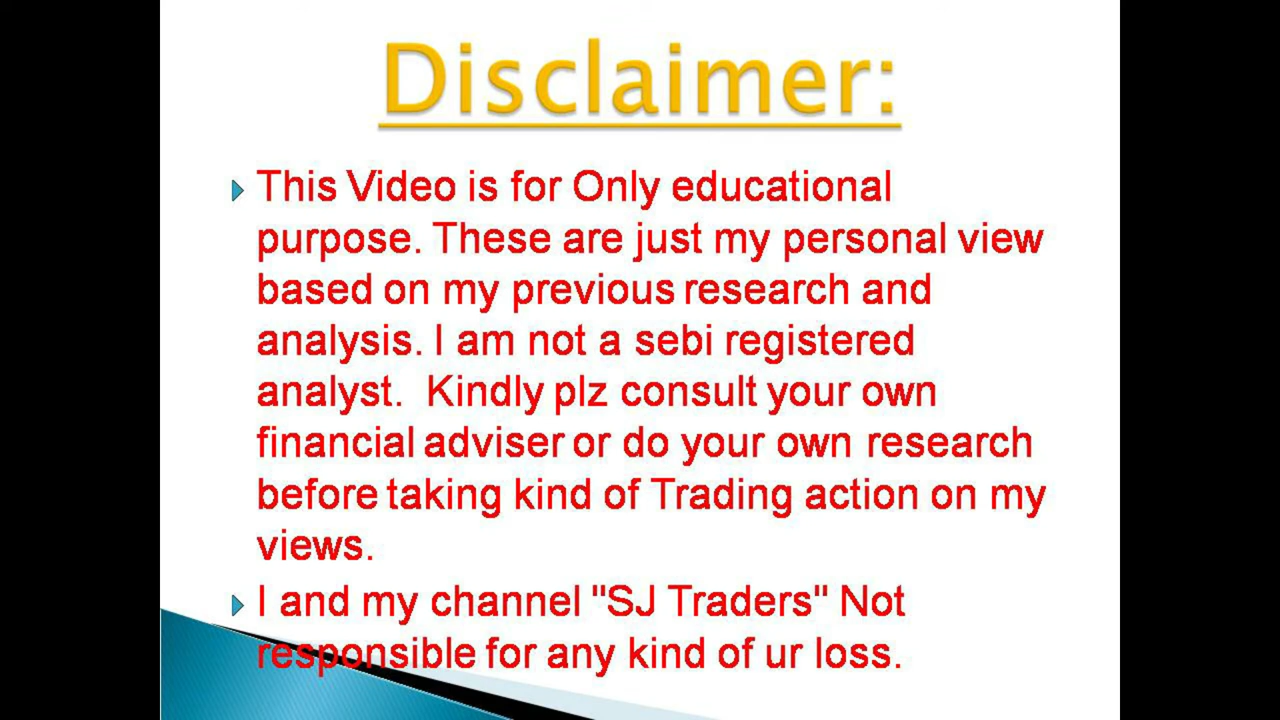 Disclaimer:
This Video is for Only educational
purpose. These are just my personal view
based on my previous research and
analysis. I am not a sebi registered
analyst.  Kindly plz consult your own
financial adviser or do your own research
before taking kind of Trading action on my
views.
I and my channel "SJ Traders" Not
responsible for any kind of ur loss.